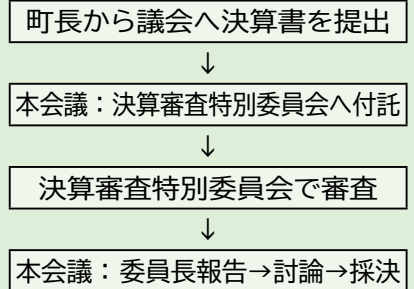 町長から議会へ決算書を提出
↓
本会議：決算審査特別委員会へ付託
↓
決算審査特別委員会で審査
↓
本会議：委員長報告→討論→採決